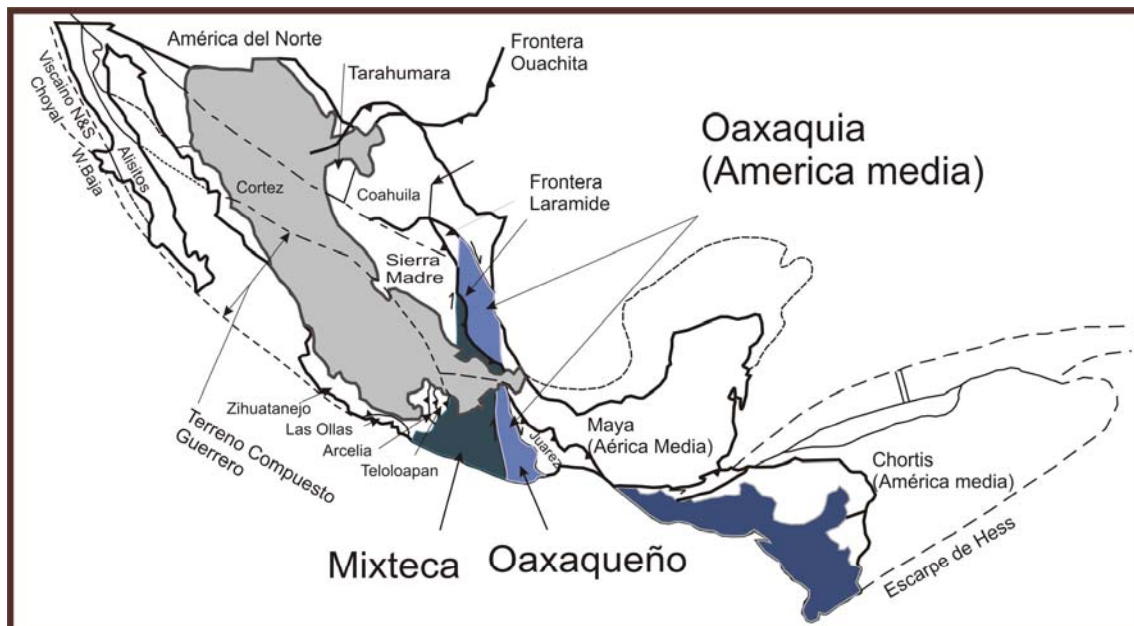 América del Norte
Frontera
Ouachita
Tarahumara
Viscaino N&S
Choyal
W.Baja
Alisitos
Oaxaquia
(America media)
Cortez
Coahuila
Frontera
Laramide
Sierra
Madre
Zihuatanejo
Las Ollas
Arcelia
Teloloapan
Terreno Compuesto
Guerrero
Juarez
Maya
(Aérica Media)
Chortis
(América media)
Escarpe de Hess
Mixteca
Oaxaqueño